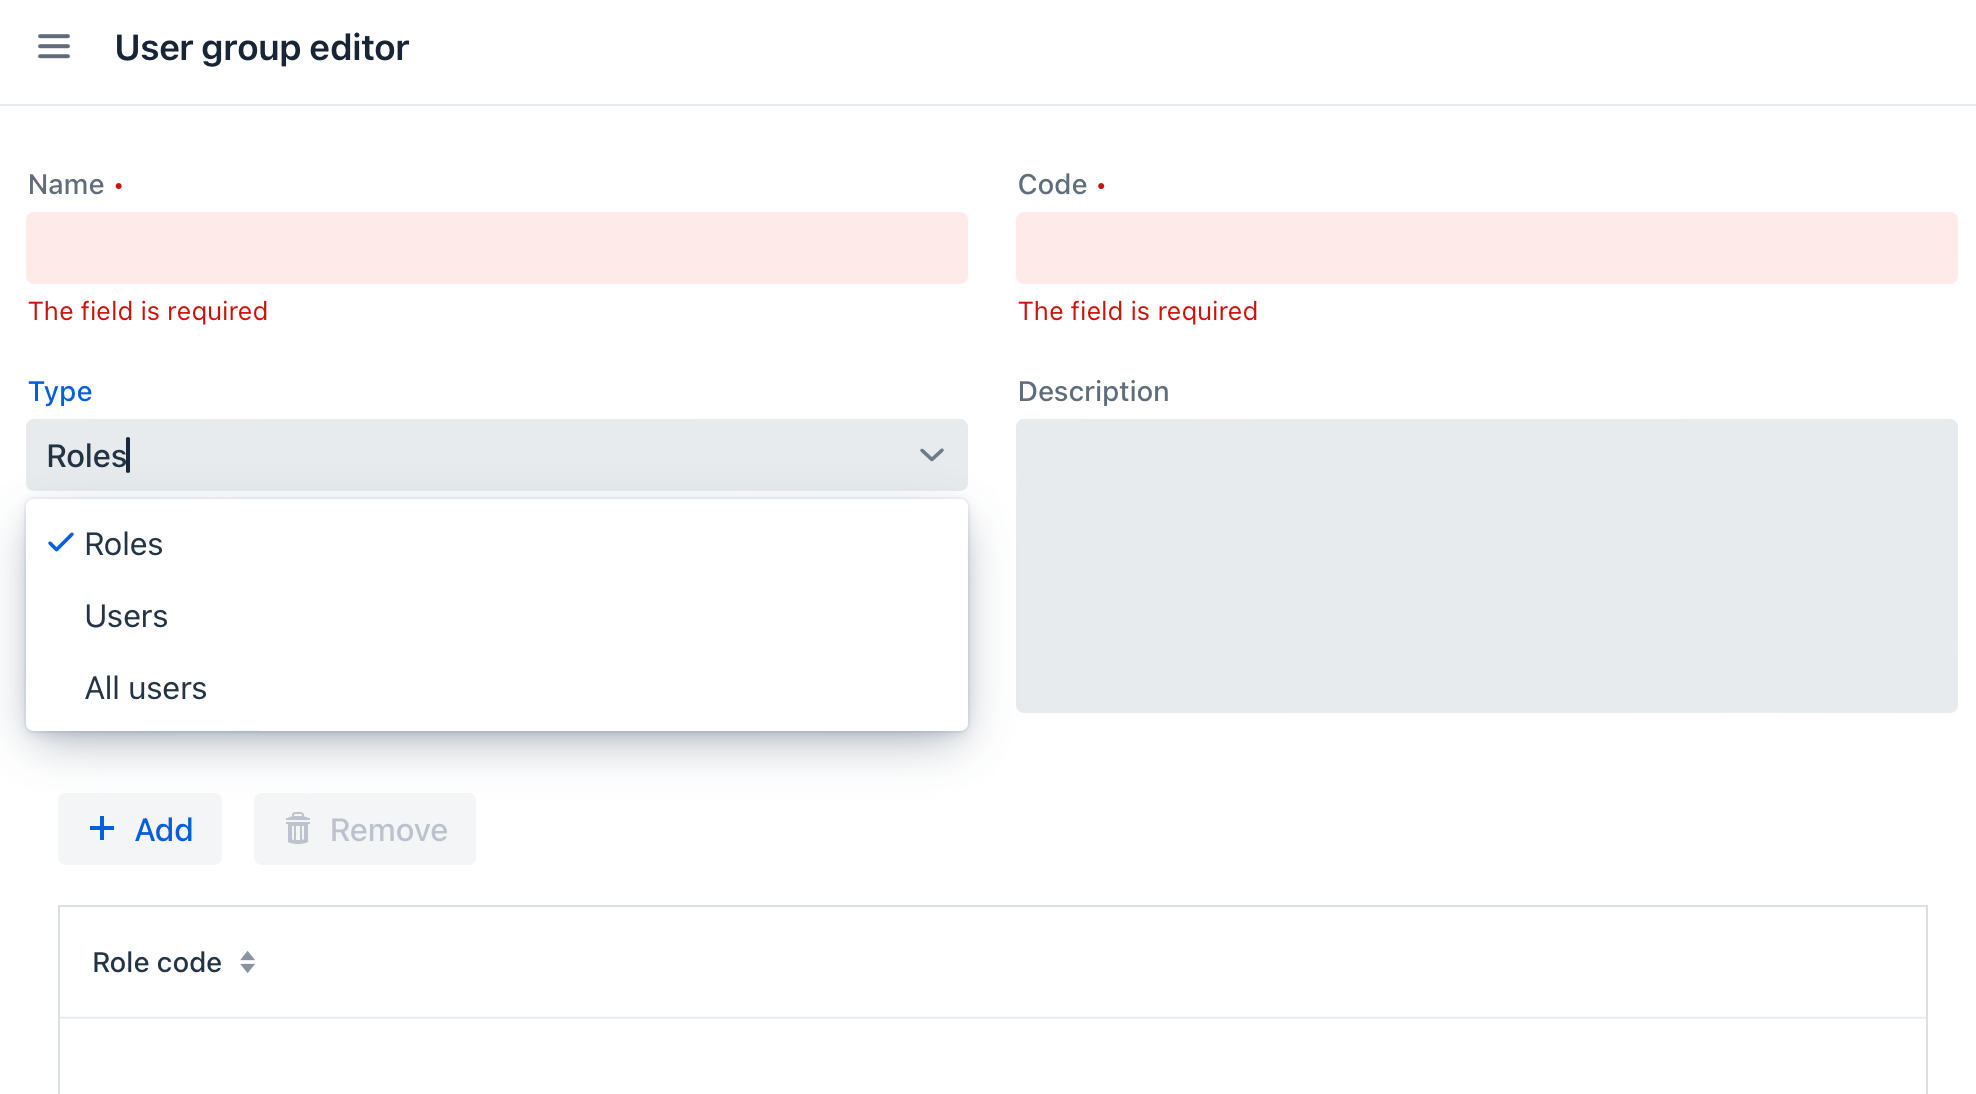 User group editor
Name •
Code •
The field is required
The field is required
Type
Description
Roles
Roles
Users
All users
Add
Remove
Role code